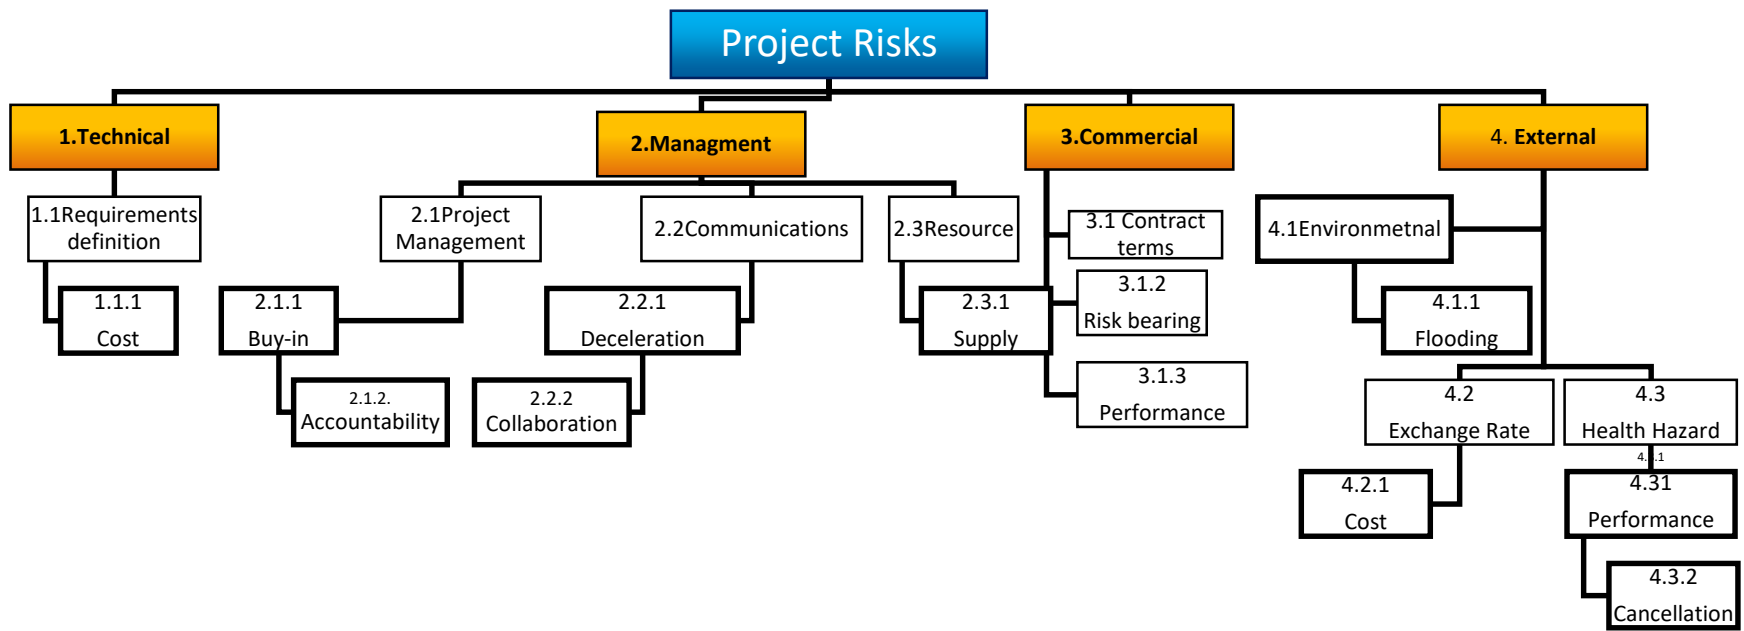 Project Risks
1.Technical
2.Managment
3.Commercial
4. External
1.1Requirements
definition
2.1Project
Management
2.2Communications
2.3Resource
3.1 Contract
terms
4.1Environmetnal
1.1.1
Cost
2.1.1
Buy-in
2.2.1
Deceleration
2.3.1
Supply
3.1.2
Risk bearing
4.1.1
Flooding
2.1.2.
Accountability
2.2.2
Collaboration
3.1.3
Performance
4.2
Exchange Rate
4.3
Health Hazard
4.2.1
Cost
4.31
Performance
4.3.2
Cancellation